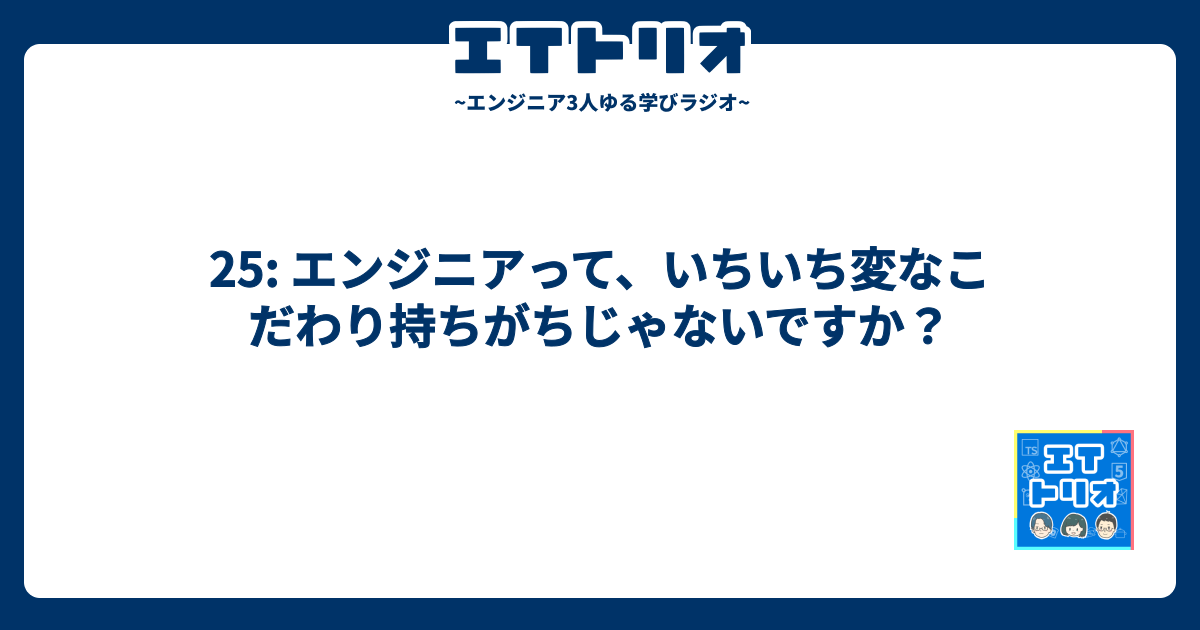 エイトリオ
~エンジニア3人ゆる学びラジオ~
25: エンジニアって、いちいち変なこ
だわり持ちがちじゃないですか？
TS
5
エイ
トリオ